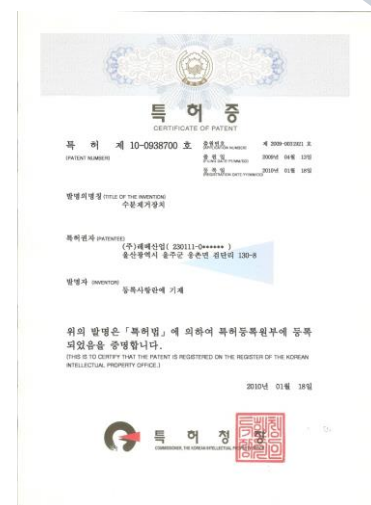 특허증
CERTIFICATE OF PATENT
특 허 제 10-0938700 호
(PATENT NUMBER)
출원번호 (APPLICATION NUMBER) 제 2009-0031921 호
출원일 (FILING DATE:YY/MM/DD) 2009년 04월 13일
등록일 (REGISTRATION DATE:YY/MM/DD) 2010년 01월 18일
발명의명칭 (TITLE OF THE INVENTION)
수분제거장치
특허권자 (PATENTEE)
(주)태페산업( 230111-0****** )
울산광역시 울주군 웅촌면 검단리 130-8
발명자 (INVENTOR)
등록사항란에 기재
위의 발명은 「특허법」에 의하여 특허등록원부에 등록
되었음을 증명합니다.
(THIS IS TO CERTIFY THAT THE PATENT IS REGISTERED ON THE REGISTER OF THE KOREAN
INTELLECTUAL PROPERTY OFFICE.)
2010년 01월 18일
특 허 청 장
COMMISSIONER, THE KOREAN INTELLECTUAL PROPERTY OFFICE